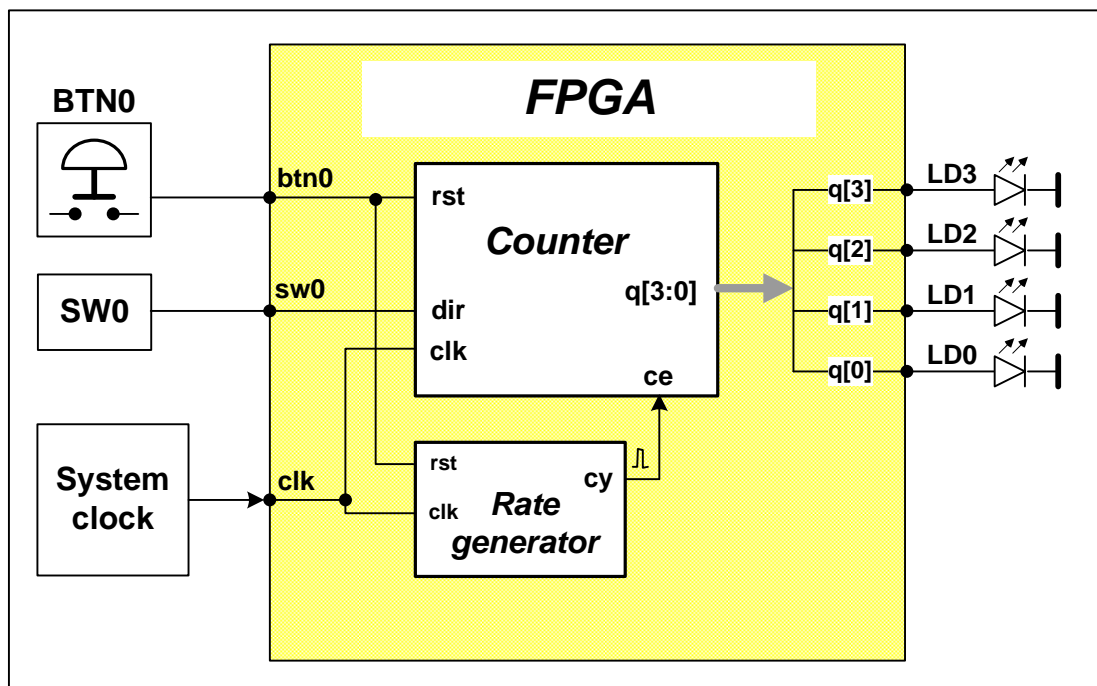 FPGA
BTN0
btn0
rst
Counter
q[3:0]
SW0
sw0
dir
clk
ce
q[3]
LD3
q[2]
LD2
q[1]
LD1
q[0]
LD0
System
clock
clk
rst
clk
cy
Rate
generator